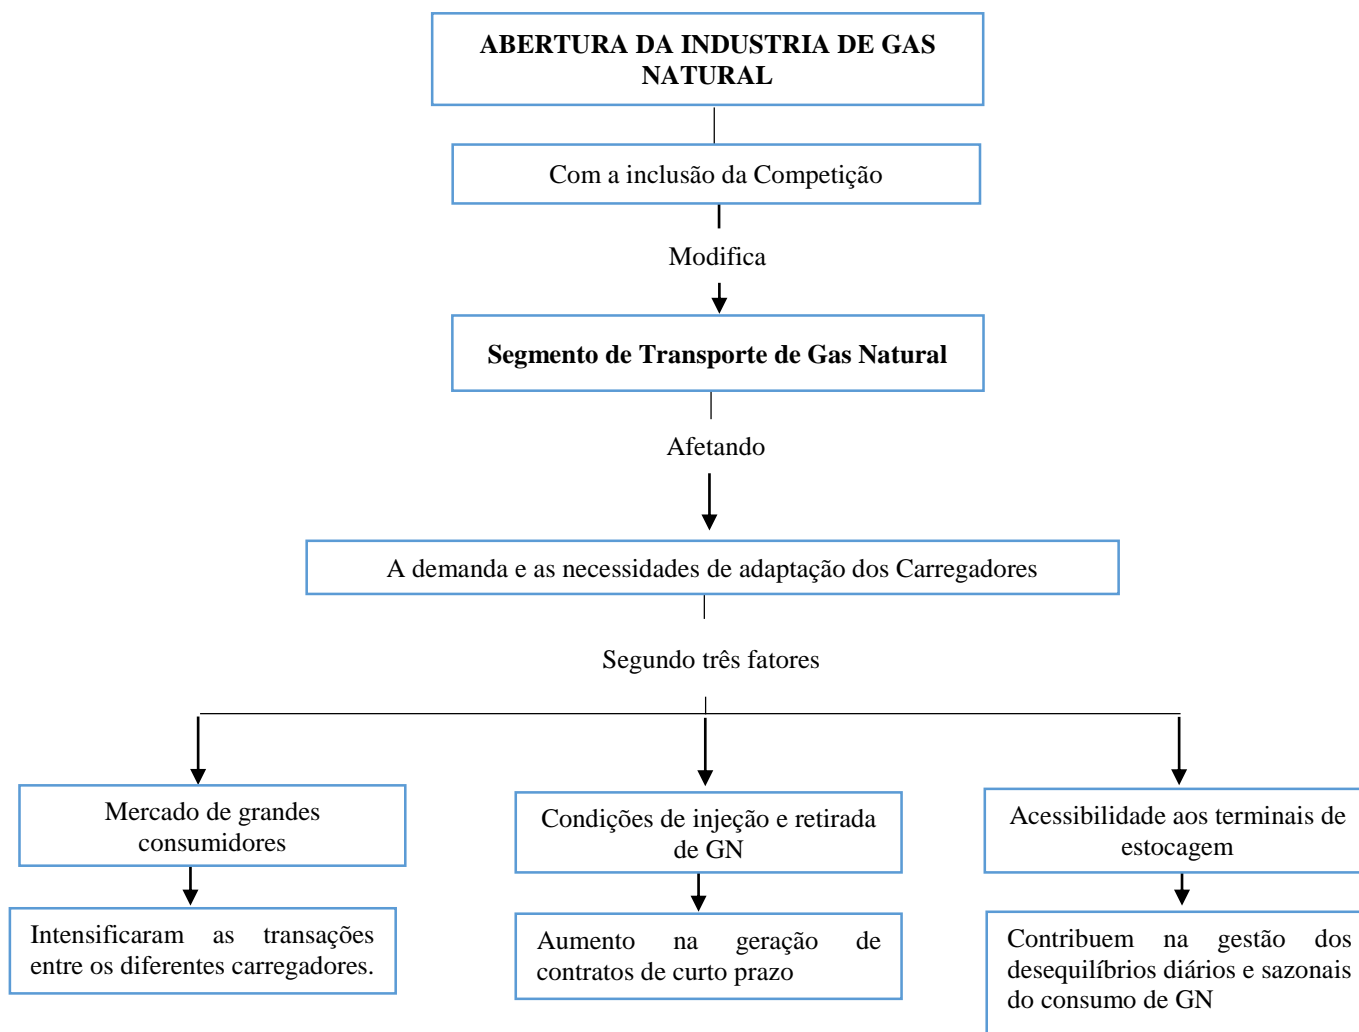 ABERTURA DA INDUSTRIA DE GAS
NATURAL
Com a inclusão da Competição
Modifica
Segmento de Transporte de Gas Natural
Afetando
A demanda e as necessidades de adaptação dos Carregadores
Segundo três fatores
Mercado de grandes
consumidores
Condições de injeção e retirada
de GN
Acessibilidade aos terminais de
estocagem
Intensificaram as transações
entre os diferentes carregadores.
Aumento na geração de
contratos de curto prazo
Contribuem na gestão dos
desequilíbrios diários e sazonais
do consumo de GN